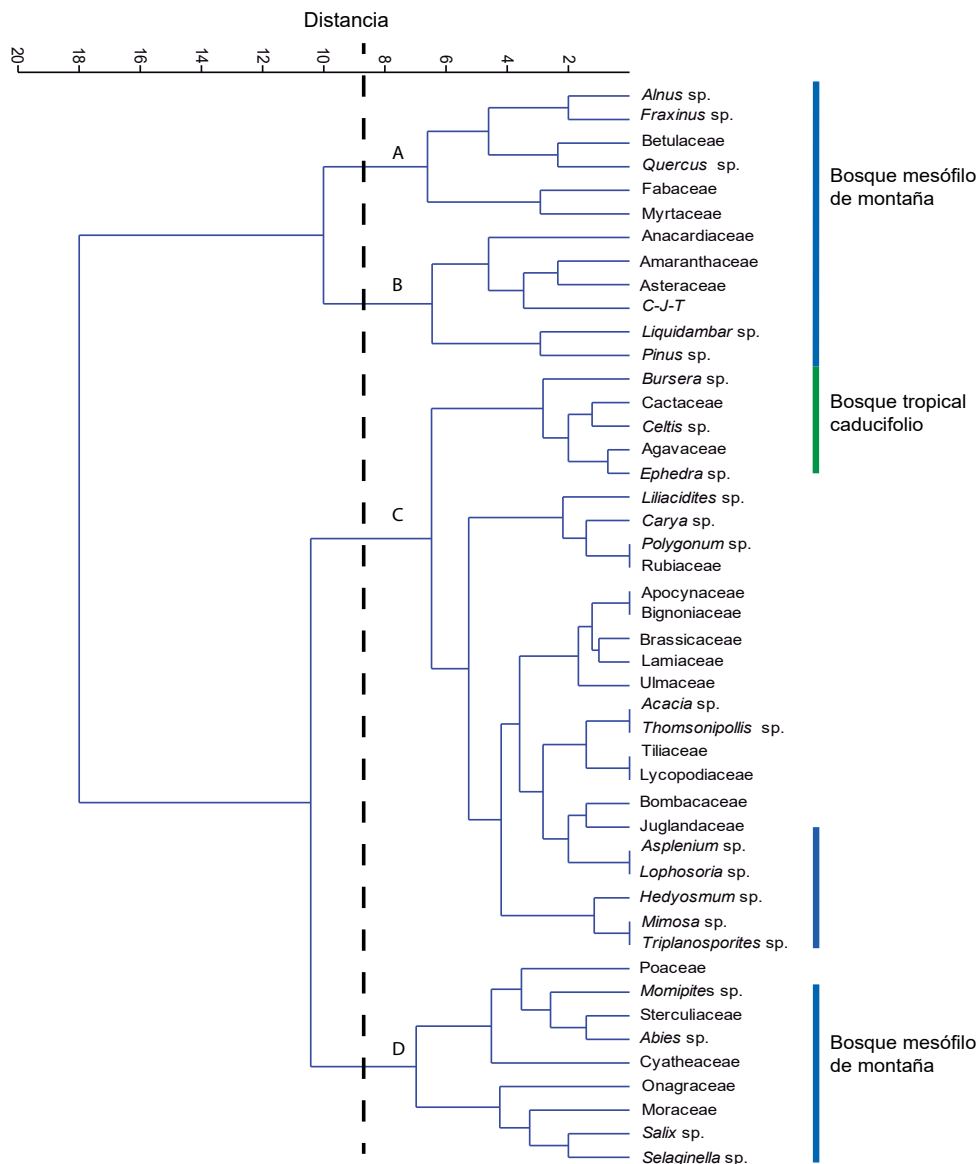 Distancia
20 18 16 14 12 10 8 6 4 2
A
B
C
D
Alnus sp.
Fraxinus sp.
Betulaceae
Quercus sp.
Fabaceae
Myrtaceae
Anacardiaceae
Amaranthaceae
Asteraceae
C-J-T
Liquidambar sp.
Pinus sp.
Bursera sp.
Cactaceae
Celtis sp.
Agavaceae
Ephedra sp.
Liliacidites sp.
Carya sp.
Polygonum sp.
Rubiaceae
Apocynaceae
Bignoniaceae
Brassicaceae
Lamiaceae
Ulmaceae
Acacia sp.
Thomsonipollis sp.
Tiliaceae
Lycopodiaceae
Bombacaceae
Juglandaceae
Asplenium sp.
Lophosoria sp.
Hedyosmum sp.
Mimosa sp.
Triplanosporites sp.
Poaceae
Momipites sp.
Sterculiaceae
Abies sp.
Cyatheaceae
Onagraceae
Moraceae
Salix sp.
Selaginella sp.
Bosque mesófilo
de montaña
Bosque tropical
caducifolio
Bosque mesófilo
de montaña